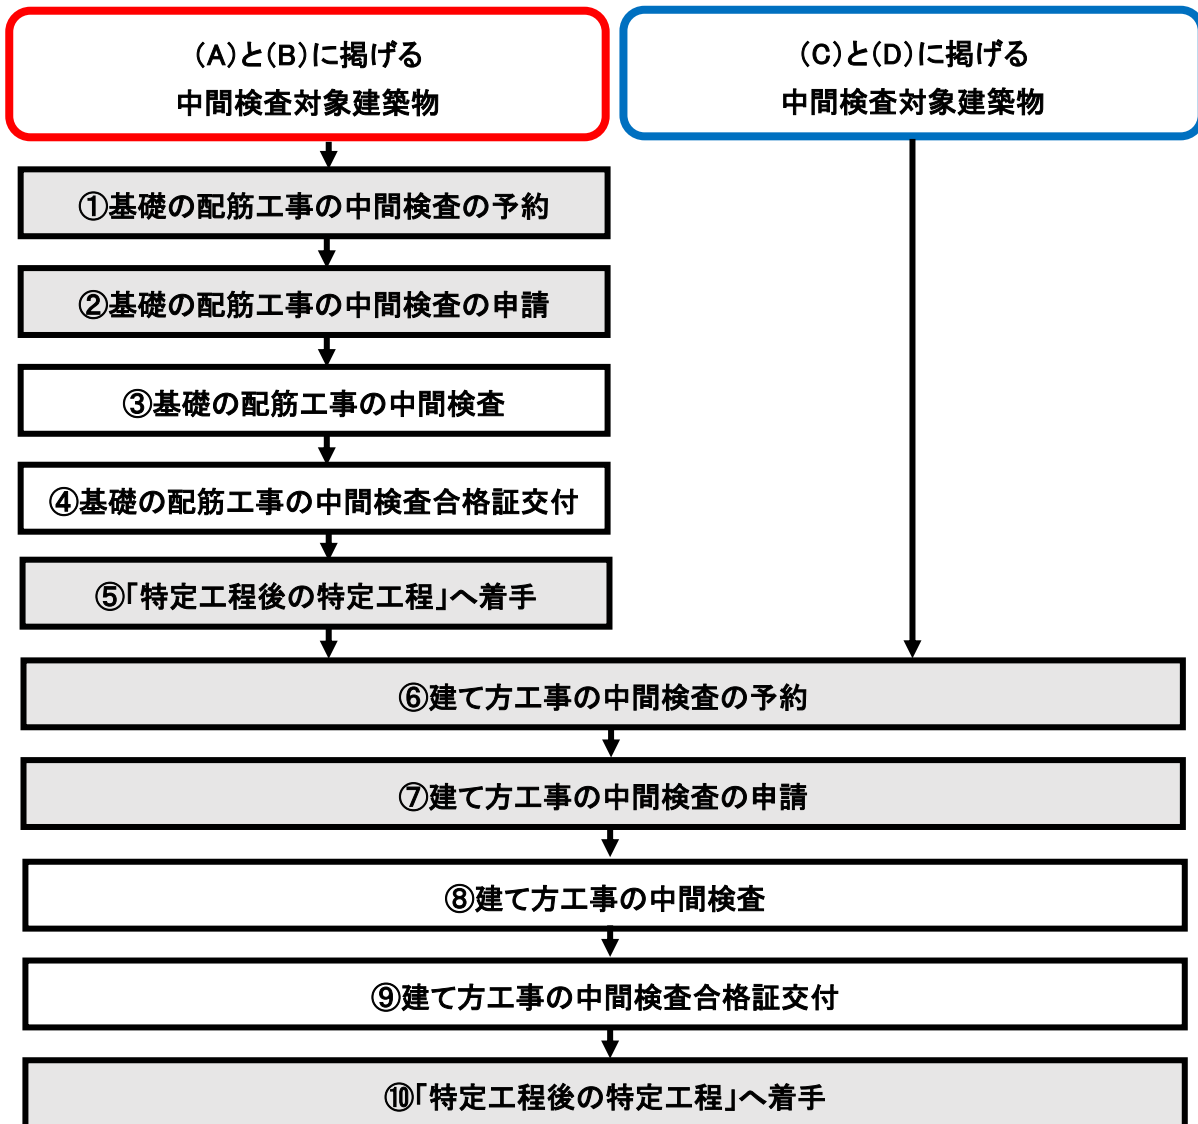 (A)と(B)に掲げる
中間検査対象建築物
(C)と(D)に掲げる
中間検査対象建築物
①基礎の配筋工事の中間検査の予約
②基礎の配筋工事の中間検査の申請
③基礎の配筋工事の中間検査
④基礎の配筋工事の中間検査合格証交付
⑤｢特定工程後の特定工程｣へ着手
⑥建て方工事の中間検査の予約
⑦建て方工事の中間検査の申請
⑧建て方工事の中間検査
⑨建て方工事の中間検査合格証交付
⑩｢特定工程後の特定工程｣へ着手